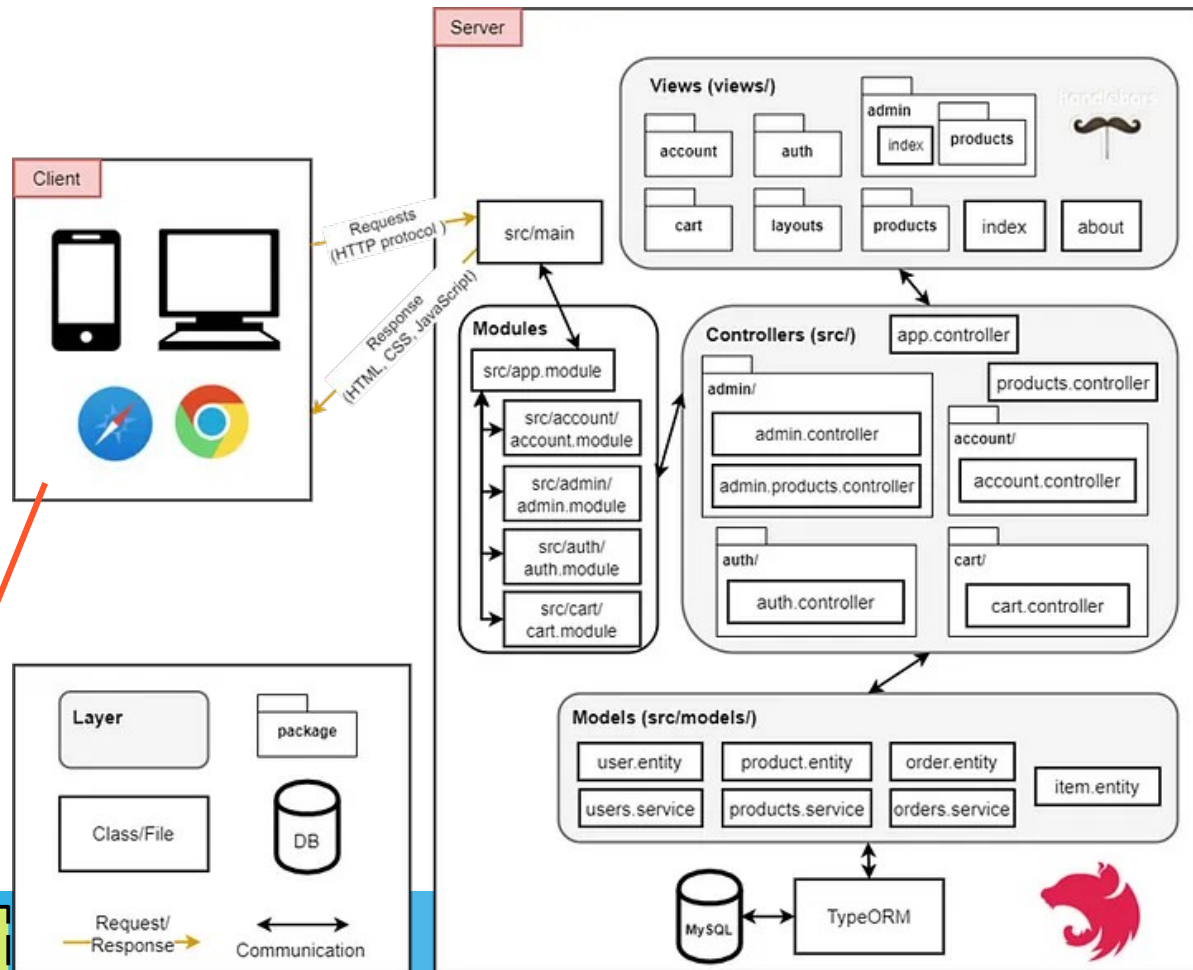 Server
Views (views/)
handlebars
admin
index
products
account
auth
cart
layouts
products
index
about
Client
Requests
(HTTP protocol )
Response
(HTML, CSS, JavaScript)
src/main
Modules
src/app.module
src/account/
account.module
src/admin/
admin.module
src/auth/
auth.module
src/cart/
cart.module
Controllers (src/)
app.controller
products.controller
admin/
admin.controller
admin.products.controller
account/
account.controller
auth/
auth.controller
cart/
cart.controller
Models (src/models/)
user.entity
product.entity
order.entity
item.entity
users.service
products.service
orders.service
MySQL
TypeORM
Layer
package
Class/File
DB
Request/
Response
Communication